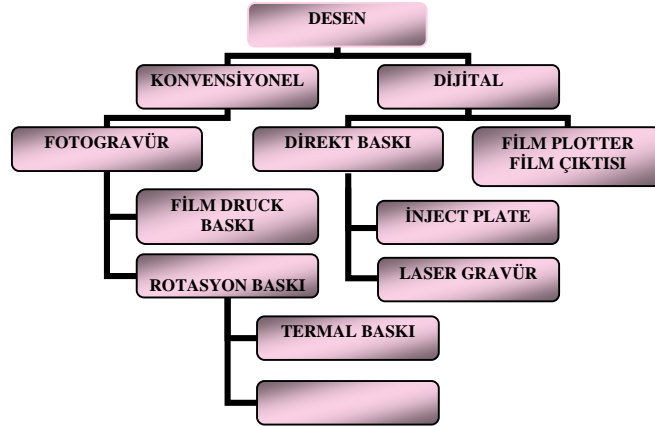 DESEN
KONVENSİYONEL
DİJİTAL
FOTOGRAVÜR
DİREKT BASKI
FİLM PLOTTER
FİLM ÇIKTISI
FİLM DRUCK
BASKI
İNJECT PLATE
ROTASYON BASKI
LASER GRAVÜR
TERMAL BASKI